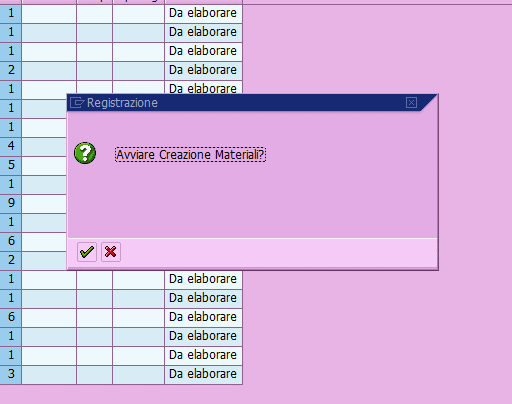 1 Da elaborare
1 Da elaborare
1 Da elaborare
2 Da elaborare
1 Da elaborare
1
Registrazione
1
4
Avviare Creazione Materiali?
5
1
9
1
6
2
1 Da elaborare
1 Da elaborare
6 Da elaborare
1 Da elaborare
1 Da elaborare
3 Da elaborare